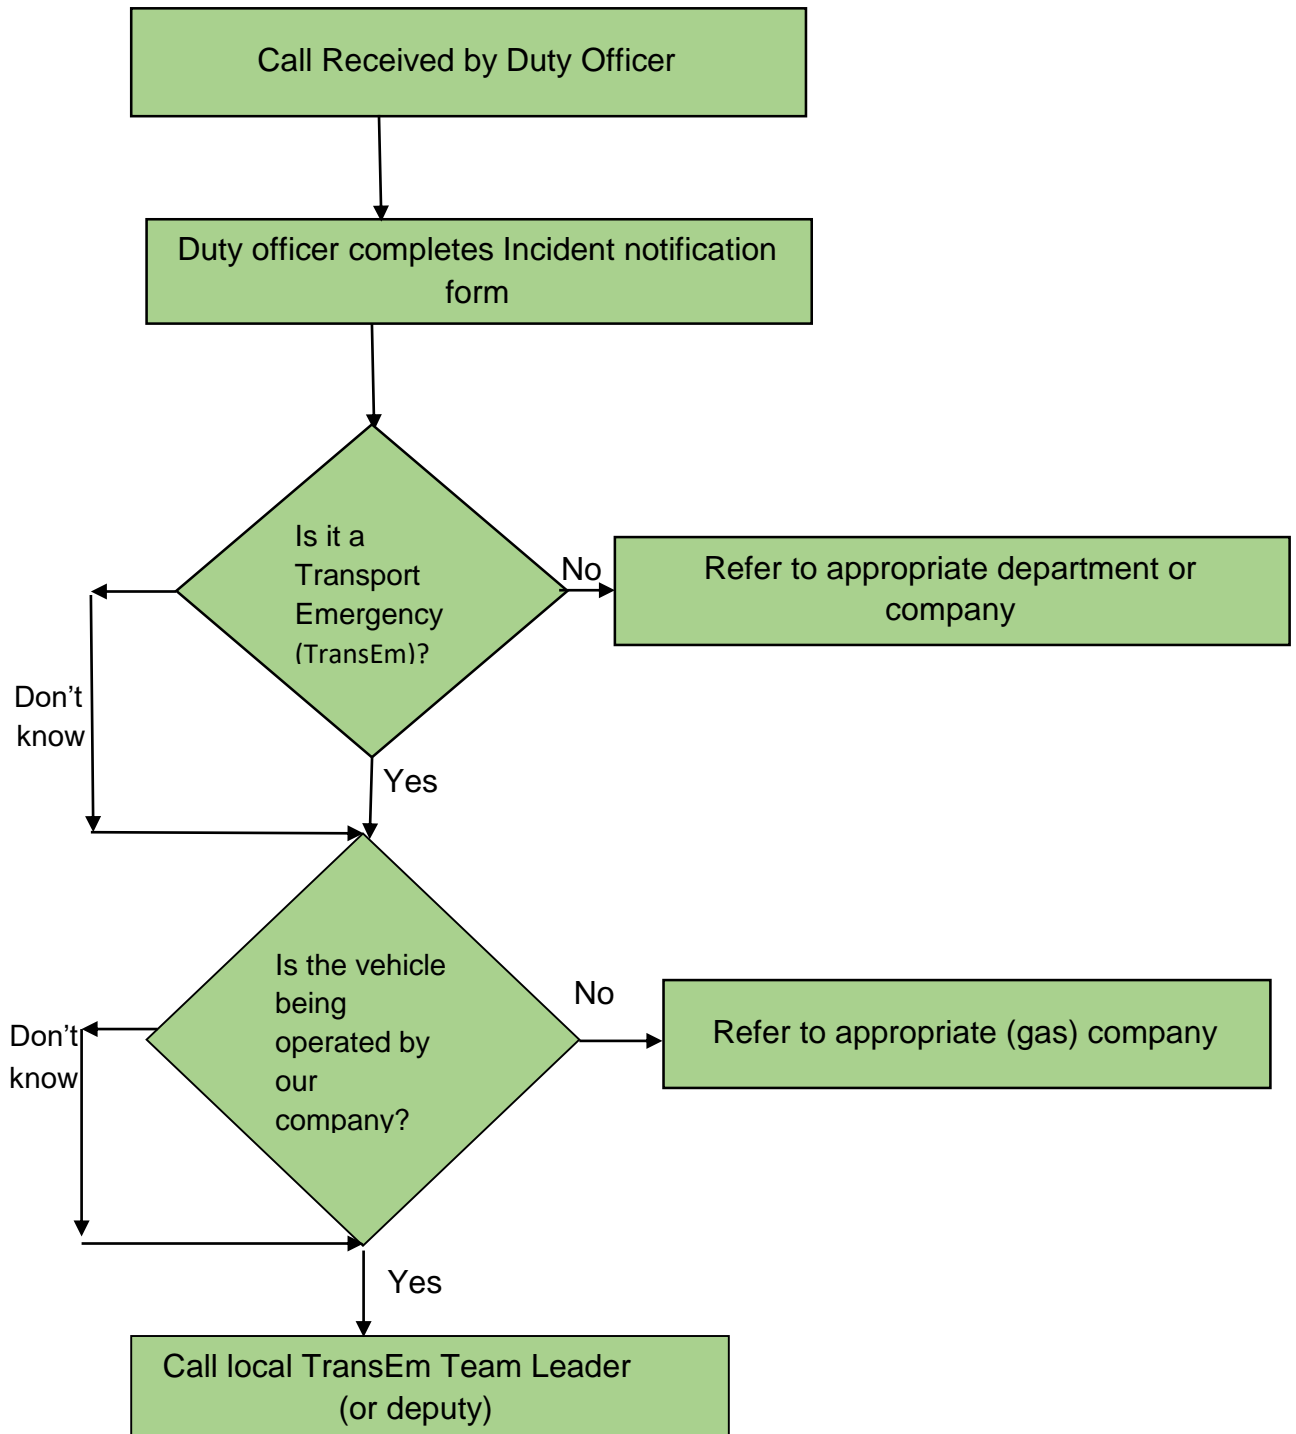 Call Received by Duty Officer
Duty officer completes Incident notification
form
Is it a
Transport
Emergency
(TransEm)?
No
Refer to appropriate department or
company
Don't
know
Yes
Is the vehicle
being
operated by
our
company?
No
Refer to appropriate (gas) company
Don't
know
Yes
Call local TransEm Team Leader
(or deputy)